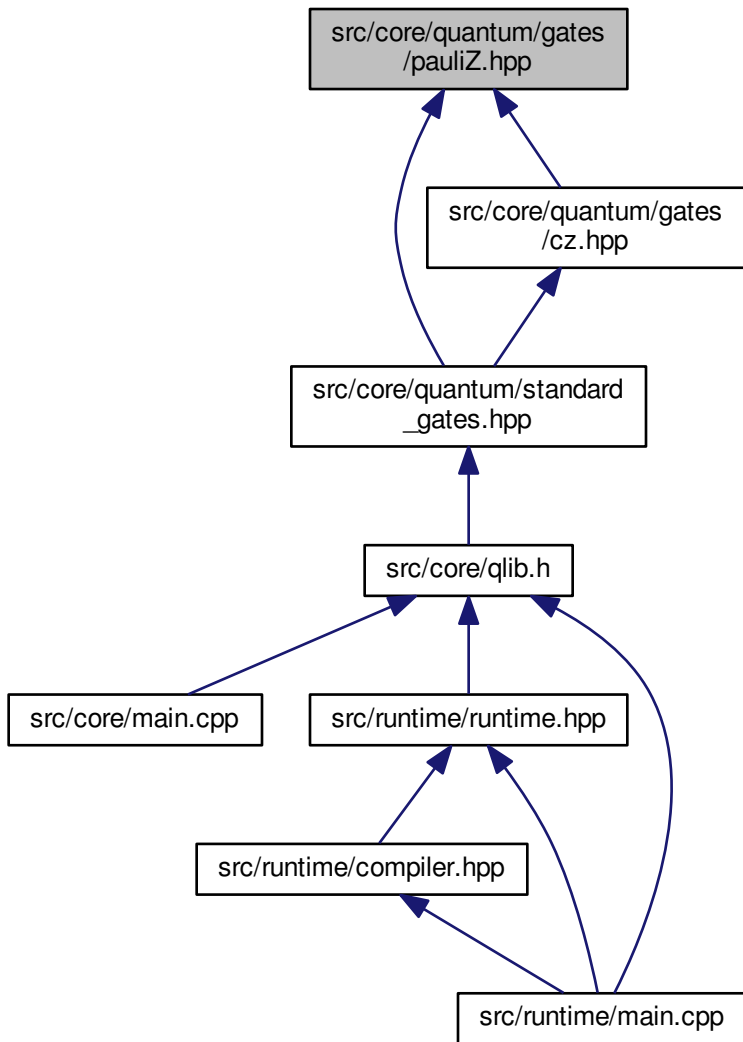 src/core/quantum/gates
/pauliZ.hpp
src/core/quantum/gates
/cz.hpp
src/core/quantum/standard
_gates.hpp
src/core/qlib.h
src/core/main.cpp
src/runtime/runtime.hpp
src/runtime/compiler.hpp
src/runtime/main.cpp